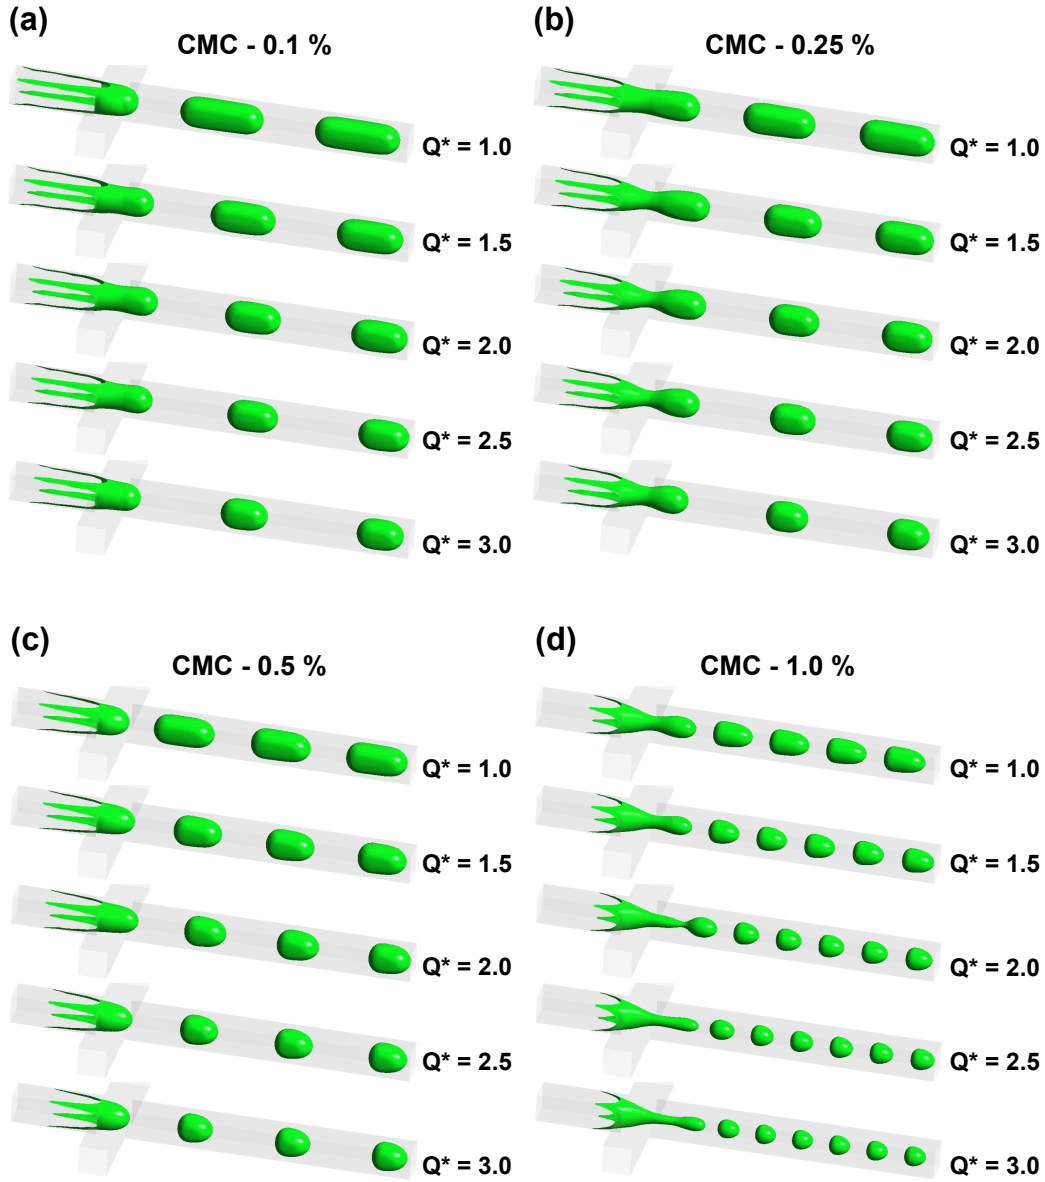 (a)
CMC - 0.1 %
Q* = 1.0
Q* = 1.5
Q* = 2.0
Q* = 2.5
Q* = 3.0
(b)
CMC - 0.25 %
Q* = 1.0
Q* = 1.5
Q* = 2.0
Q* = 2.5
Q* = 3.0
(c)
CMC - 0.5 %
Q* = 1.0
Q* = 1.5
Q* = 2.0
Q* = 2.5
Q* = 3.0
(d)
CMC - 1.0 %
Q* = 1.0
Q* = 1.5
Q* = 2.0
Q* = 2.5
Q* = 3.0